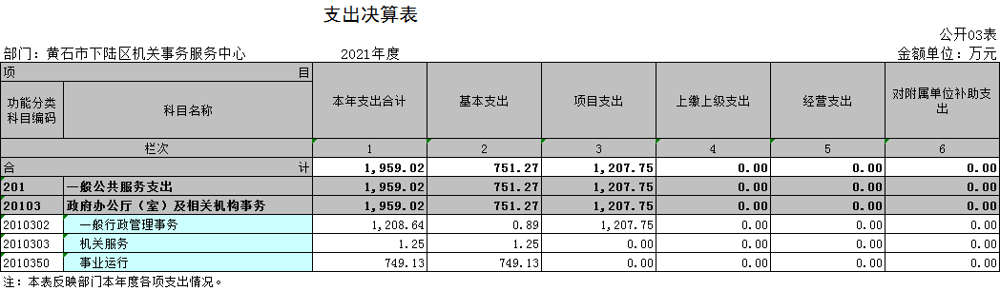 支出决算表
公开03表
部门：黄石市下陆区机关事务服务中心 2021年度 金额单位：万元
项 目 本年支出合计 基本支出 项目支出 上缴上级支出 经营支出 对附属单位补助支出
功能分类科目编码 科目名称
栏次 1 2 3 4 5 6
合 计 1,959.02 751.27 1,207.75 0.00 0.00 0.00
201 一般公共服务支出 1,959.02 751.27 1,207.75 0.00 0.00 0.00
20103 政府办公厅（室）及相关机构事务 1,959.02 751.27 1,207.75 0.00 0.00 0.00
2010302 一般行政管理事务 1,208.64 0.89 1,207.75 0.00 0.00 0.00
2010303 机关服务 1.25 1.25 0.00 0.00 0.00 0.00
2010350 事业运行 749.13 749.13 0.00 0.00 0.00 0.00
注：本表反映部门本年度各项支出情况。